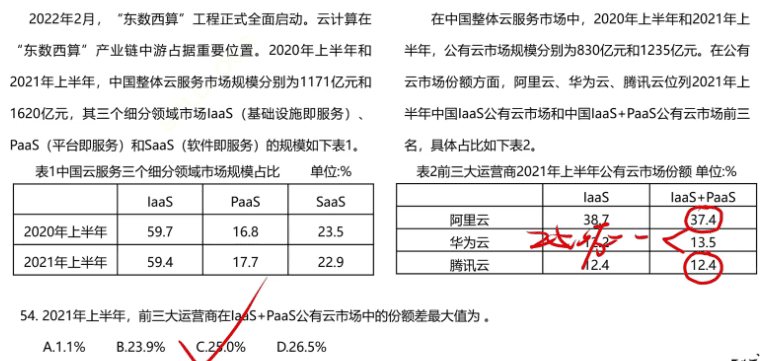 2022年2月，“东数西算”工程正式全面启动。云计算在
“东数西算”产业链中游占据重要位置。2020年上半年和
2021年上半年，中国整体云服务市场规模分别为1171亿元和
1620亿元，其三个细分领域市场IaaS（基础设施即服务）、
PaaS（平台即服务）和SaaS（软件即服务）的规模如下表1。
表1中国云服务三个细分领域市场规模占比 单位:%
IaaS PaaS SaaS
2020年上半年 59.7 16.8 23.5
2021年上半年 59.4 17.7 22.9
在中国整体云服务市场中，2020年上半年和2021年上
半年，公有云市场规模分别为830亿元和1235亿元。在公有
云市场份额方面，阿里云、华为云、腾讯云位列2021年上
半年中国IaaS公有云市场和中国IaaS+PaaS公有云市场前三
名，具体占比如下表2。
表2前三大运营商2021年上半年公有云市场份额 单位:%
IaaS IaaS+PaaS
阿里云 38.7 37.4
华为云 13.5
腾讯云 12.4 12.4
54. 2021年上半年，前三大运营商在IaaS+PaaS公有云市场中的份额差最大值为 。
A.1.1% B.23.9% C.25.0% D.26.5%